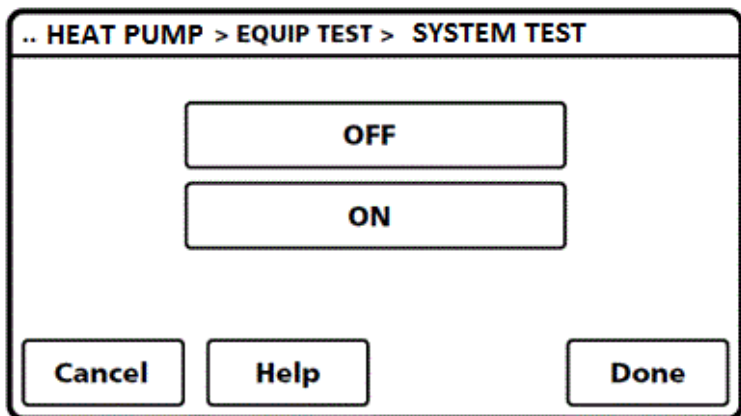 .. HEAT PUMP > EQUIP TEST > SYSTEM TEST
OFF
ON
Cancel Help Done